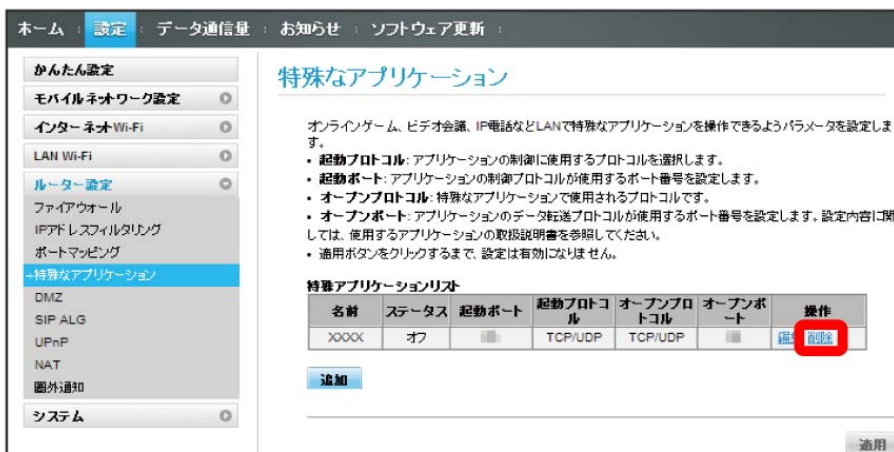 ホーム : 設定 : データ通信量 : お知らせ : ソフトウェア更新 :
かんたん設定
モバイルネットワーク設定
インターネットWi-Fi
LAN Wi-Fi
ルーター設定
ファイアウォール
IPアドレスフィルタリング
ポートマッピング
→特殊なアプリケーション
DMZ
SIP ALG
UPnP
NAT
圏外通知
システム
特殊なアプリケーション
オンラインゲーム、ビデオ会議、IP電話などLANで特殊なアプリケーションを操作できるようパラメータを設定しま
す。
• 起動プロトコル: アプリケーションの制御に使用するプロトコルを選択します。
• 起動ポート: アプリケーションの制御プロトコルが使用するポート番号を設定します。
• オープンプロトコル: 特殊なアプリケーションで使用されるプロトコルです。
• オープンポート: アプリケーションのデータ転送プロトコルが使用するポート番号を設定します。設定内容に関
しては、使用するアプリケーションの取扱説明書を参照してください。
• 適用ボタンをクリックするまで、設定は有効になりません。
特殊アプリケーションリスト
名前 ステータス 起動ポート 起動プロトコ オープンプロ オープンポ 操作
ル トコル ート
XXXX オフ TCP/UDP TCP/UDP 削除
追加
適用